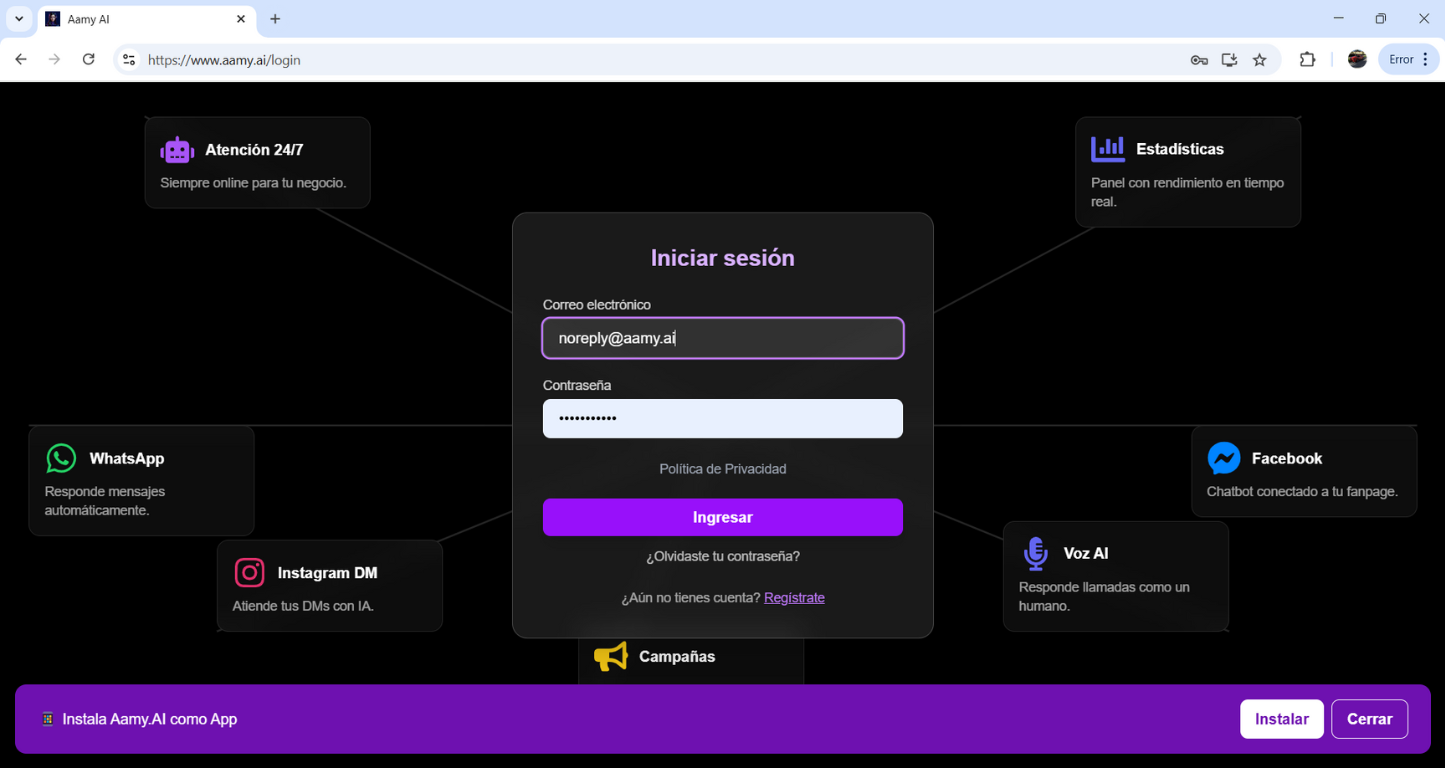 Aamy AI
https://www.aamy.ai/login
Error
Atención 24/7
Siempre online para tu negocio.
Estadísticas
Panel con rendimiento en tiempo
real.
Iniciar sesión
Correo electrónico
noreply@aamy.ai
Contraseña
•••••••••••
Política de Privacidad
Ingresar
¿Olvidaste tu contraseña?
¿Aún no tienes cuenta? Regístrate
WhatsApp
Responde mensajes
automáticamente.
Facebook
Chatbot conectado a tu fanpage.
Instagram DM
Atiende tus DMs con IA.
Voz AI
Responde llamadas como un
humano.
Campañas
Instala Aamy.AI como App
Instalar
Cerrar